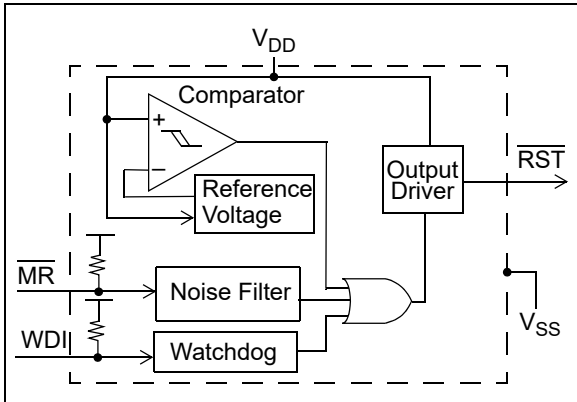 VDD
Comparator
+
−
Reference
Voltage
Output
Driver
RST
MR
Noise Filter
VSS
WDI
Watchdog